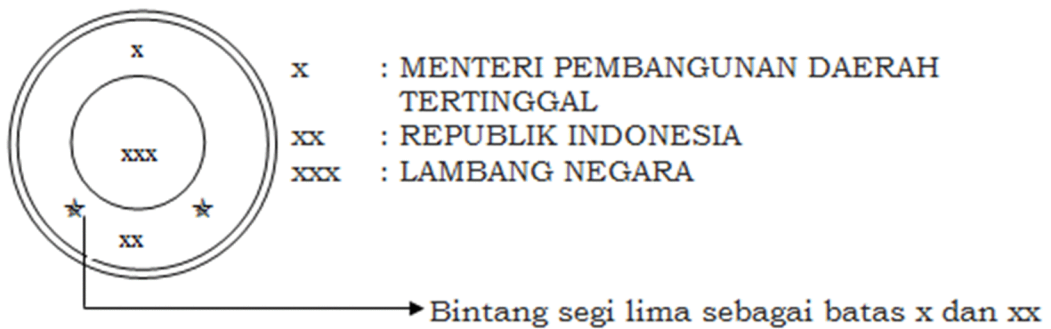 x
xxx
xx
x : MENTERI PEMBANGUNAN DAERAH
TERTINGGAL
xx : REPUBLIK INDONESIA
xxx : LAMBANG NEGARA
Bintang segi lima sebagai batas x dan xx